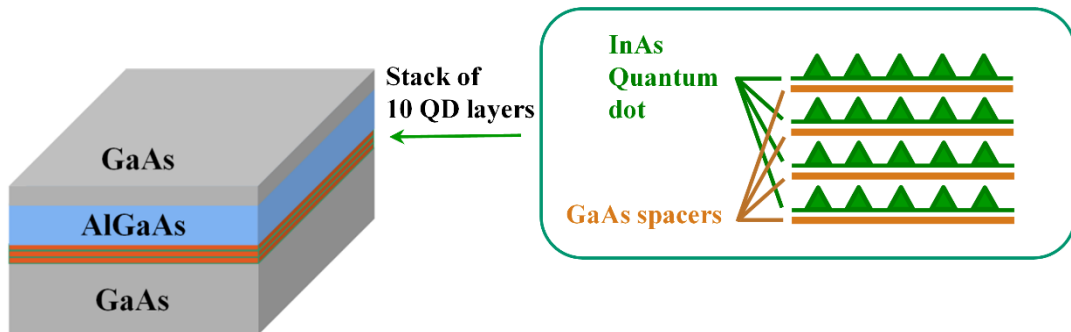 GaAs
AlGaAs
GaAs
Stack of
10 QD layers
InAs
Quantum
dot
GaAs spacers